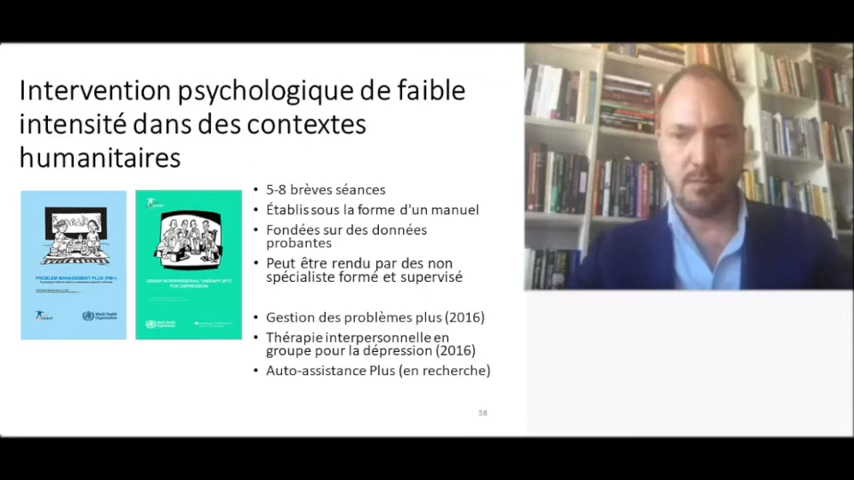 Intervention psychologique de faible
intensité dans des contextes
humanitaires
• 5-8 brèves séances
• Établis sous la forme d'un manuel
• Fondées sur des données
probantes
• Peut être rendu par des non
spécialiste formé et supervisé
• Gestion des problèmes plus (2016)
• Thérapie interpersonnelle en
groupe pour la dépression (2016)
• Auto-assistance Plus (en recherche)
PROBLEM MANAGEMENT PLUS (PM+)
World Health
Organization
GROUP INTERPERSONAL THERAPY (IPT)
FOR DEPRESSION
World Health
Organization
38